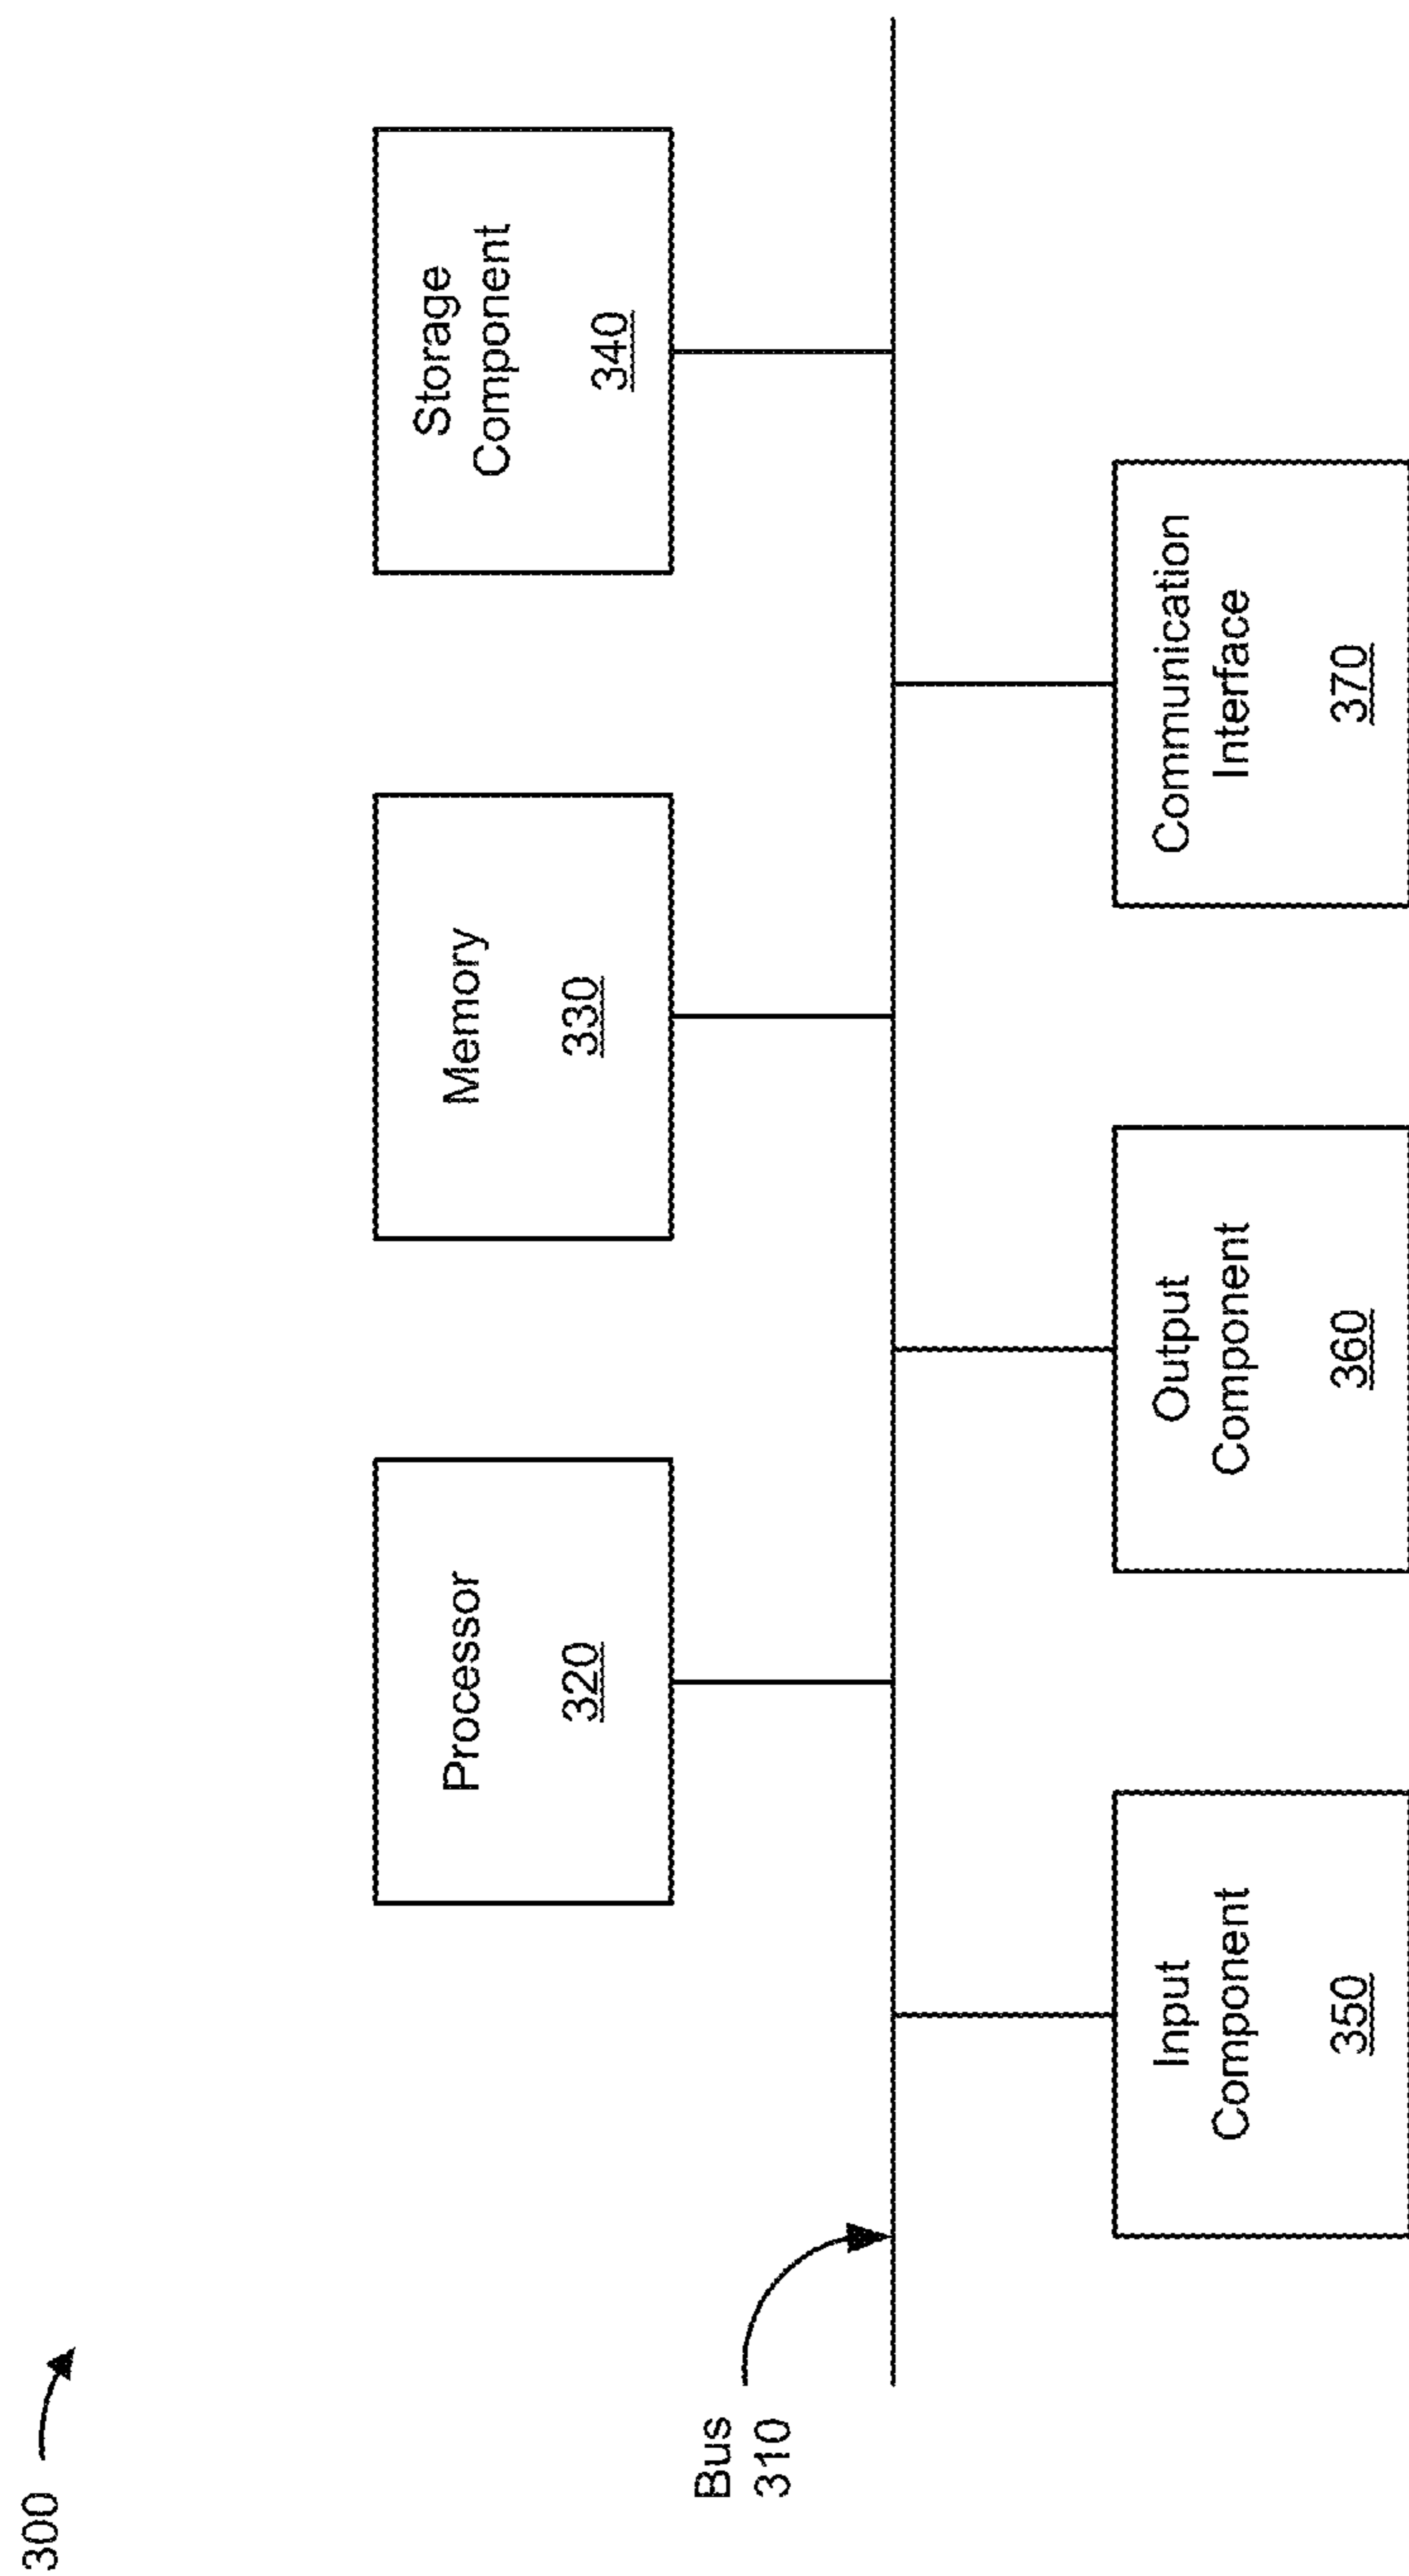 300
Processor
320
Memory
330
Storage
Component
340
Bus
310
Input
Component
350
Output
Component
360
Communication
Interface
370